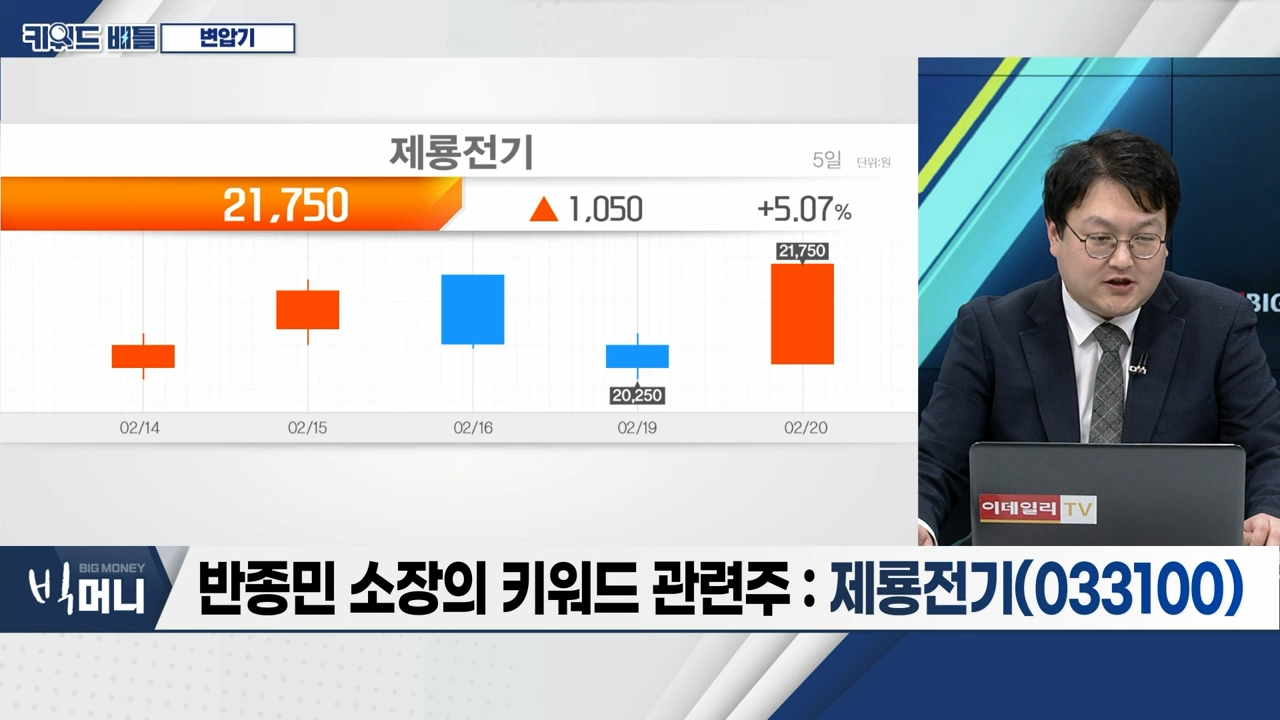 키워드 배틀 변압기
제룡전기
5일 단위:원
21,750 ▲ 1,050 +5.07%
21,750
20,250
02/14 02/15 02/16 02/19 02/20
BIG
이데일리 TV
BIG MONEY
빅머니
반종민 소장의 키워드 관련주 : 제룡전기(033100)